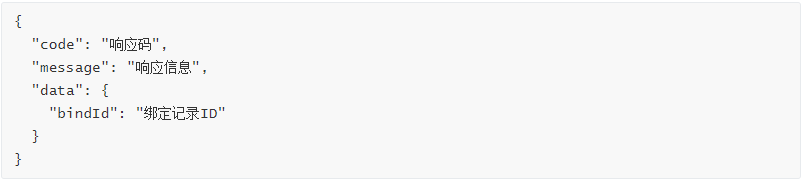 {
  "code": "响应码",
  "message": "响应信息",
  "data": {
    "bindId": "绑定记录ID"
  }
}